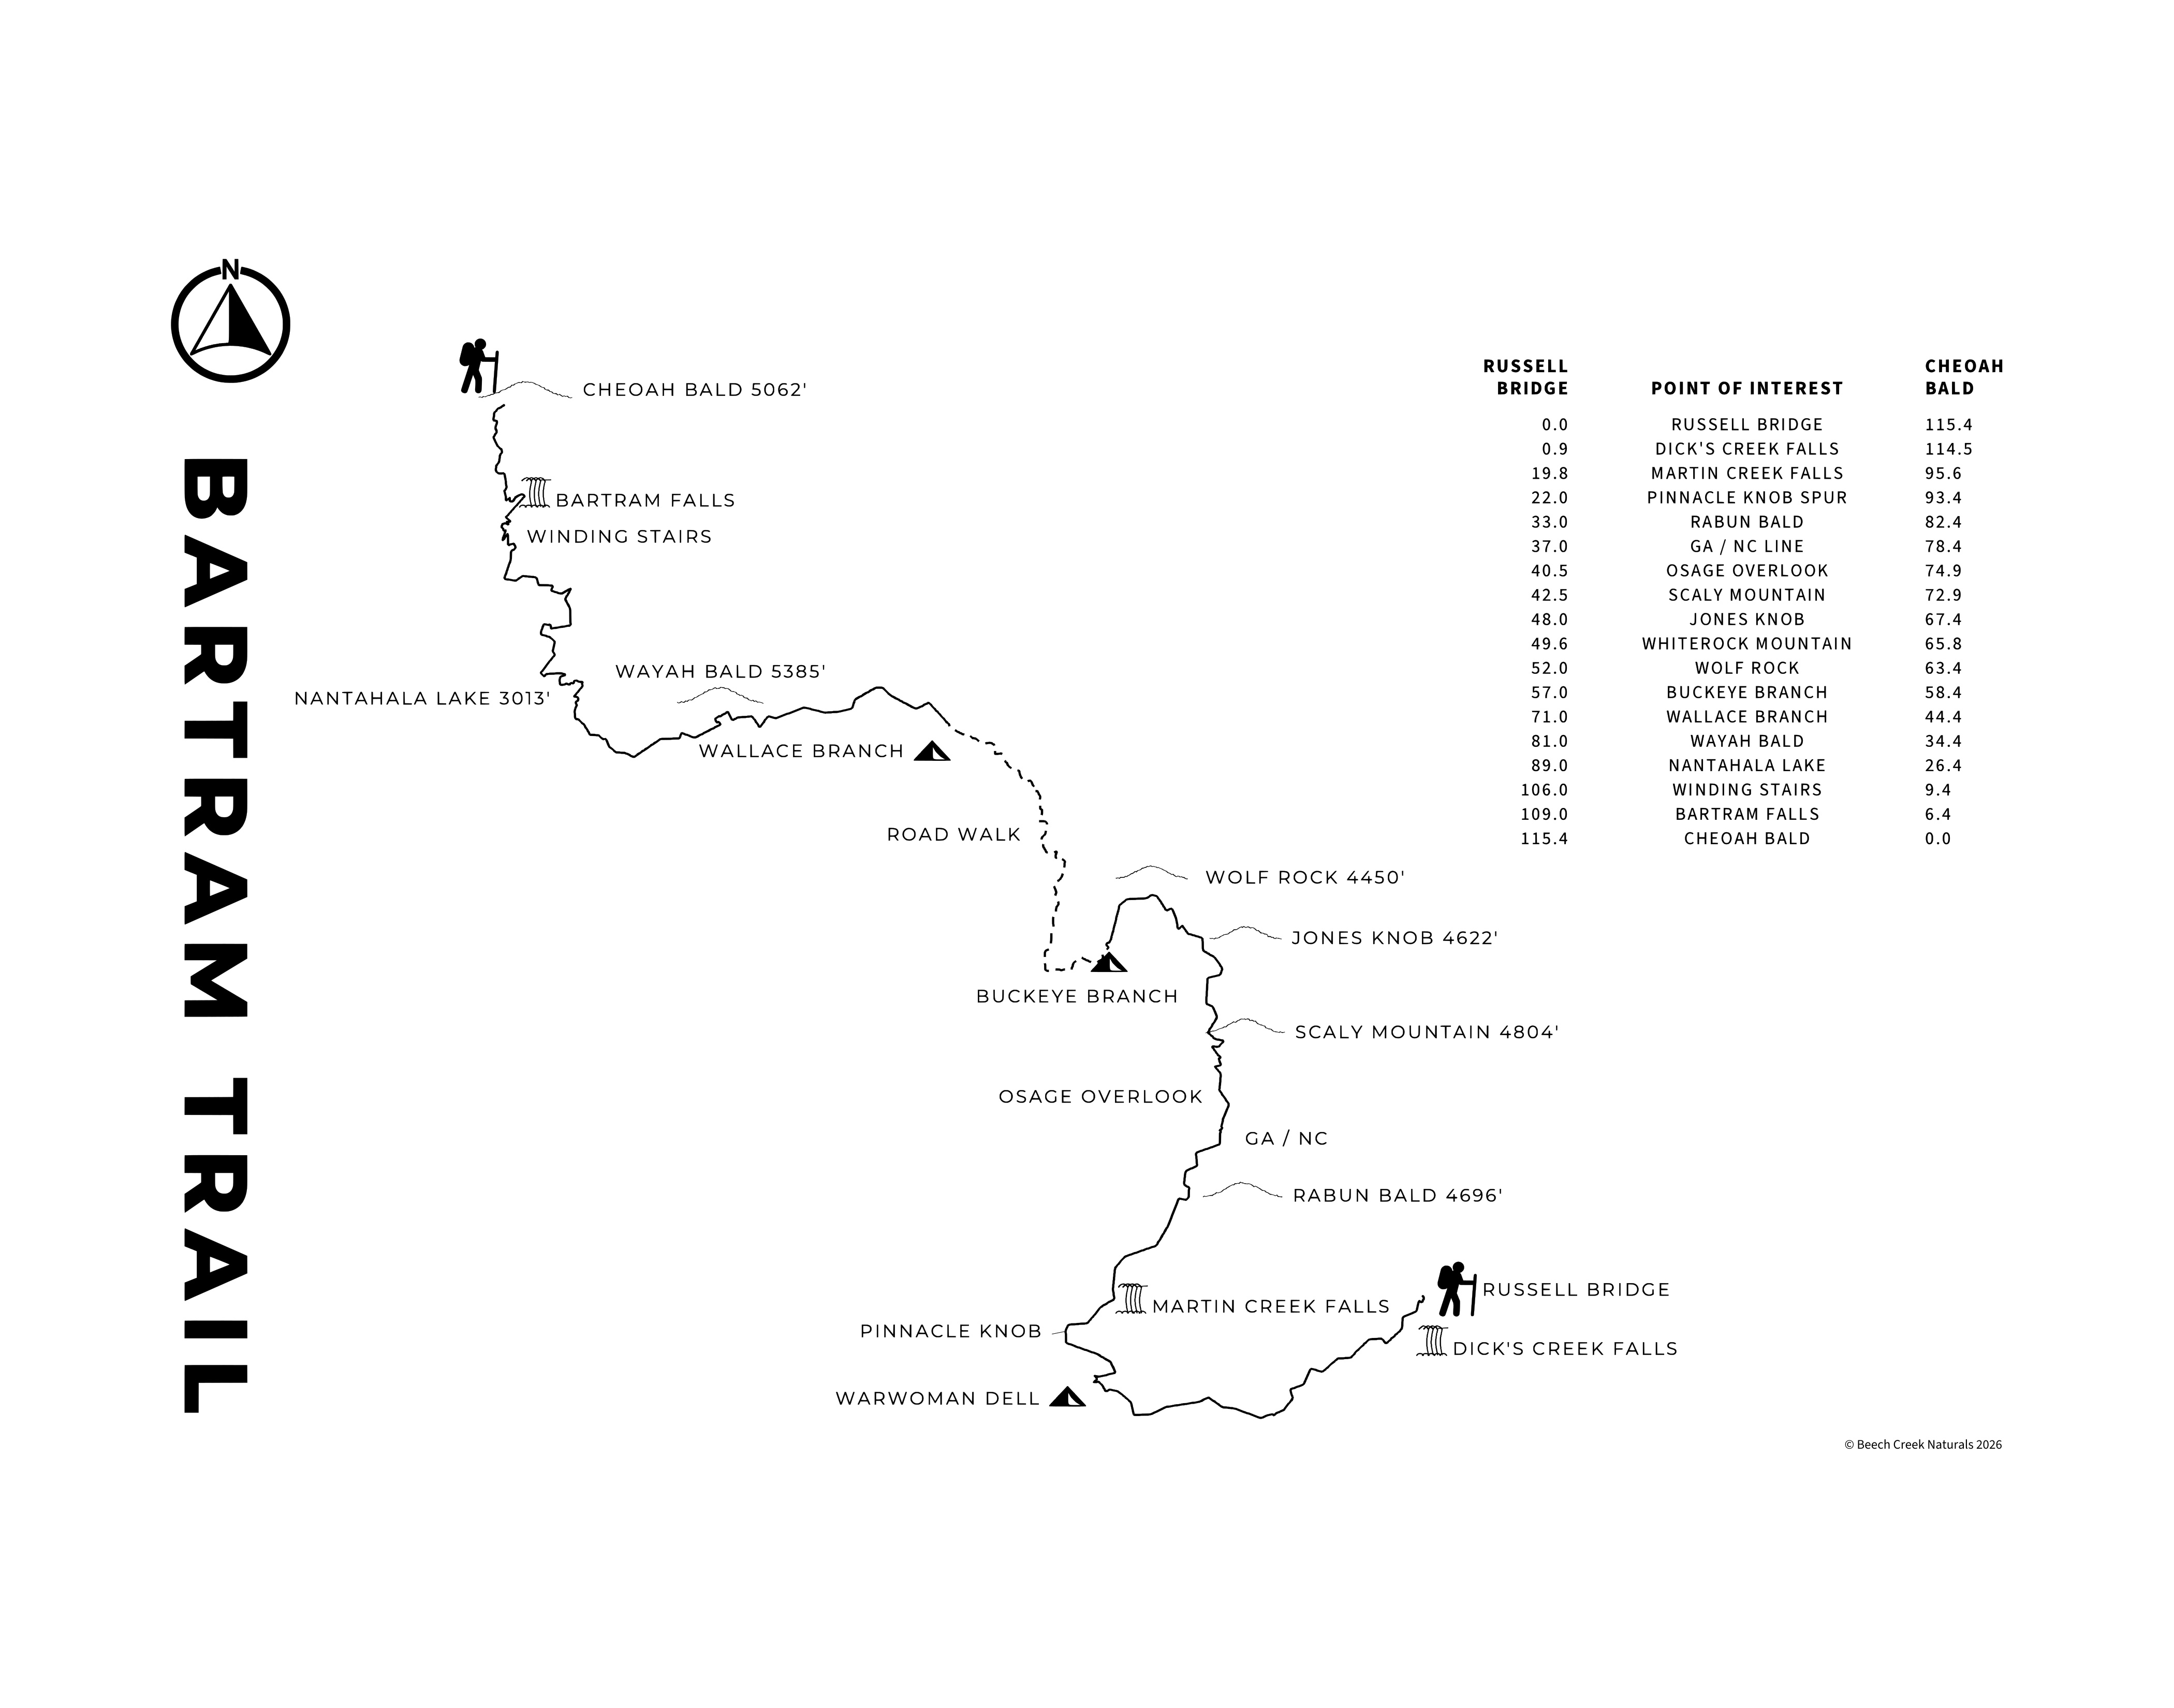 N
BARTRAM TRAIL
CHEOAH BALD 5062'
BARTRAM FALLS
WINDING STAIRS
WAYAH BALD 5385'
NANTAHALA LAKE 3013'
WALLACE BRANCH
ROAD WALK
WOLF ROCK 4450'
JONES KNOB 4622'
BUCKEYE BRANCH
SCALY MOUNTAIN 4804'
OSAGE OVERLOOK
GA / NC
RABUN BALD 4696'
RUSSELL BRIDGE
MARTIN CREEK FALLS
PINNACLE KNOB
DICK'S CREEK FALLS
WARWOMAN DELL
RUSSELL BRIDGE POINT OF INTEREST CHEOAH BALD
0.0 RUSSELL BRIDGE 115.4
0.9 DICK'S CREEK FALLS 114.5
19.8 MARTIN CREEK FALLS 95.6
22.0 PINNACLE KNOB SPUR 93.4
33.0 RABUN BALD 82.4
37.0 GA / NC LINE 78.4
40.5 OSAGE OVERLOOK 74.9
42.5 SCALY MOUNTAIN 72.9
48.0 JONES KNOB 67.4
49.6 WHITEROCK MOUNTAIN 65.8
52.0 WOLF ROCK 63.4
57.0 BUCKEYE BRANCH 58.4
71.0 WALLACE BRANCH 44.4
81.0 WAYAH BALD 34.4
89.0 NANTAHALA LAKE 26.4
106.0 WINDING STAIRS 9.4
109.0 BARTRAM FALLS 6.4
115.4 CHEOAH BALD 0.0
© Beech Creek Naturals 2026